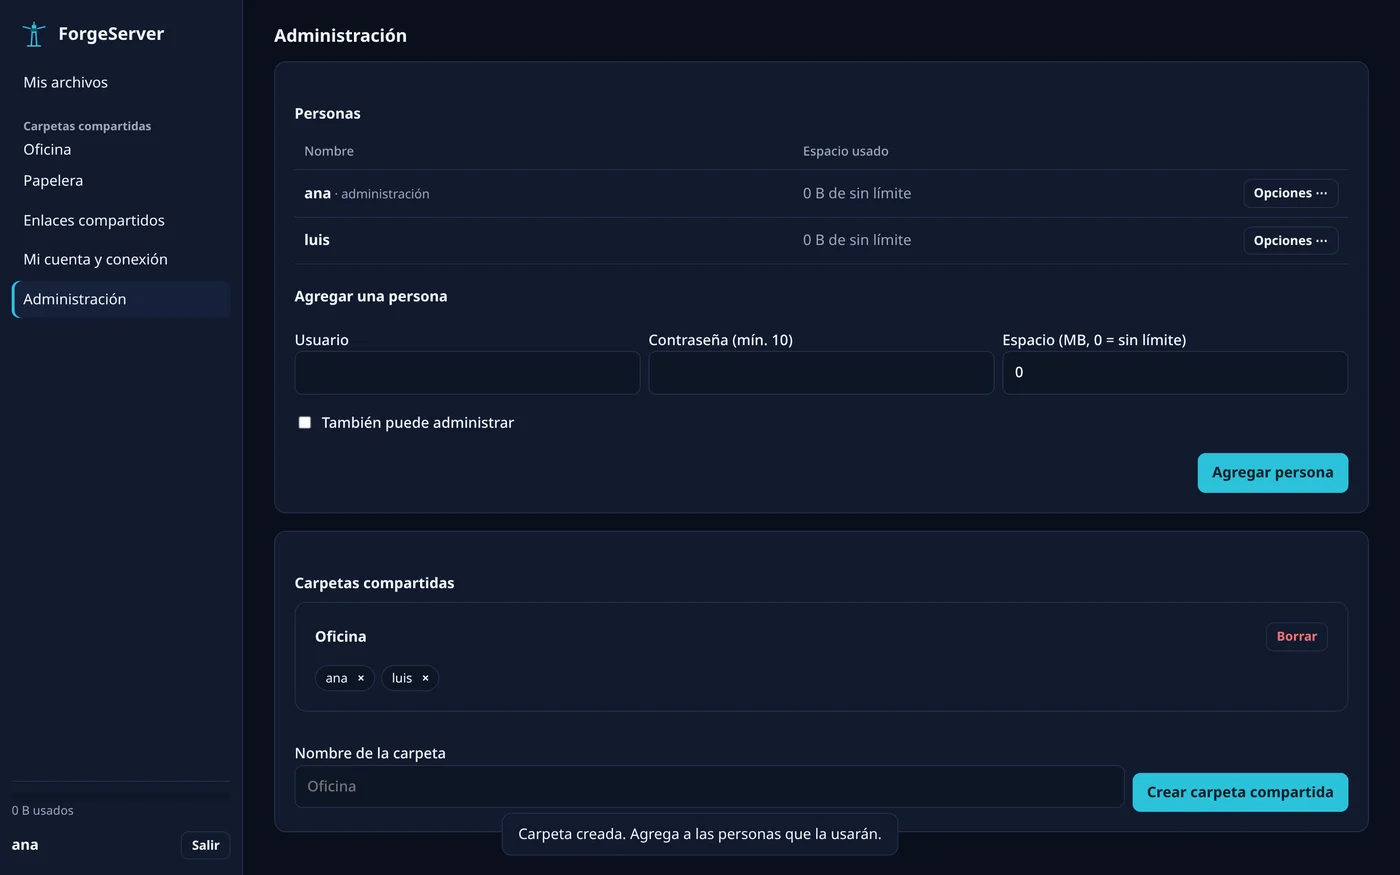 ForgeServer
Mis archivos
Carpetas compartidas
Oficina
Papelera
Enlaces compartidos
Mi cuenta y conexión
Administración
0 B usados
ana
Salir
Administración
Personas
Nombre Espacio usado
ana · administración 0 B de sin límite Opciones ···
luis 0 B de sin límite Opciones ···
Agregar una persona
Usuario Contraseña (mín. 10) Espacio (MB, 0 = sin límite)
0
También puede administrar
Agregar persona
Carpetas compartidas
Oficina Borrar
ana × luis ×
Nombre de la carpeta
Oficina Crear carpeta compartida
Carpeta creada. Agrega a las personas que la usarán.